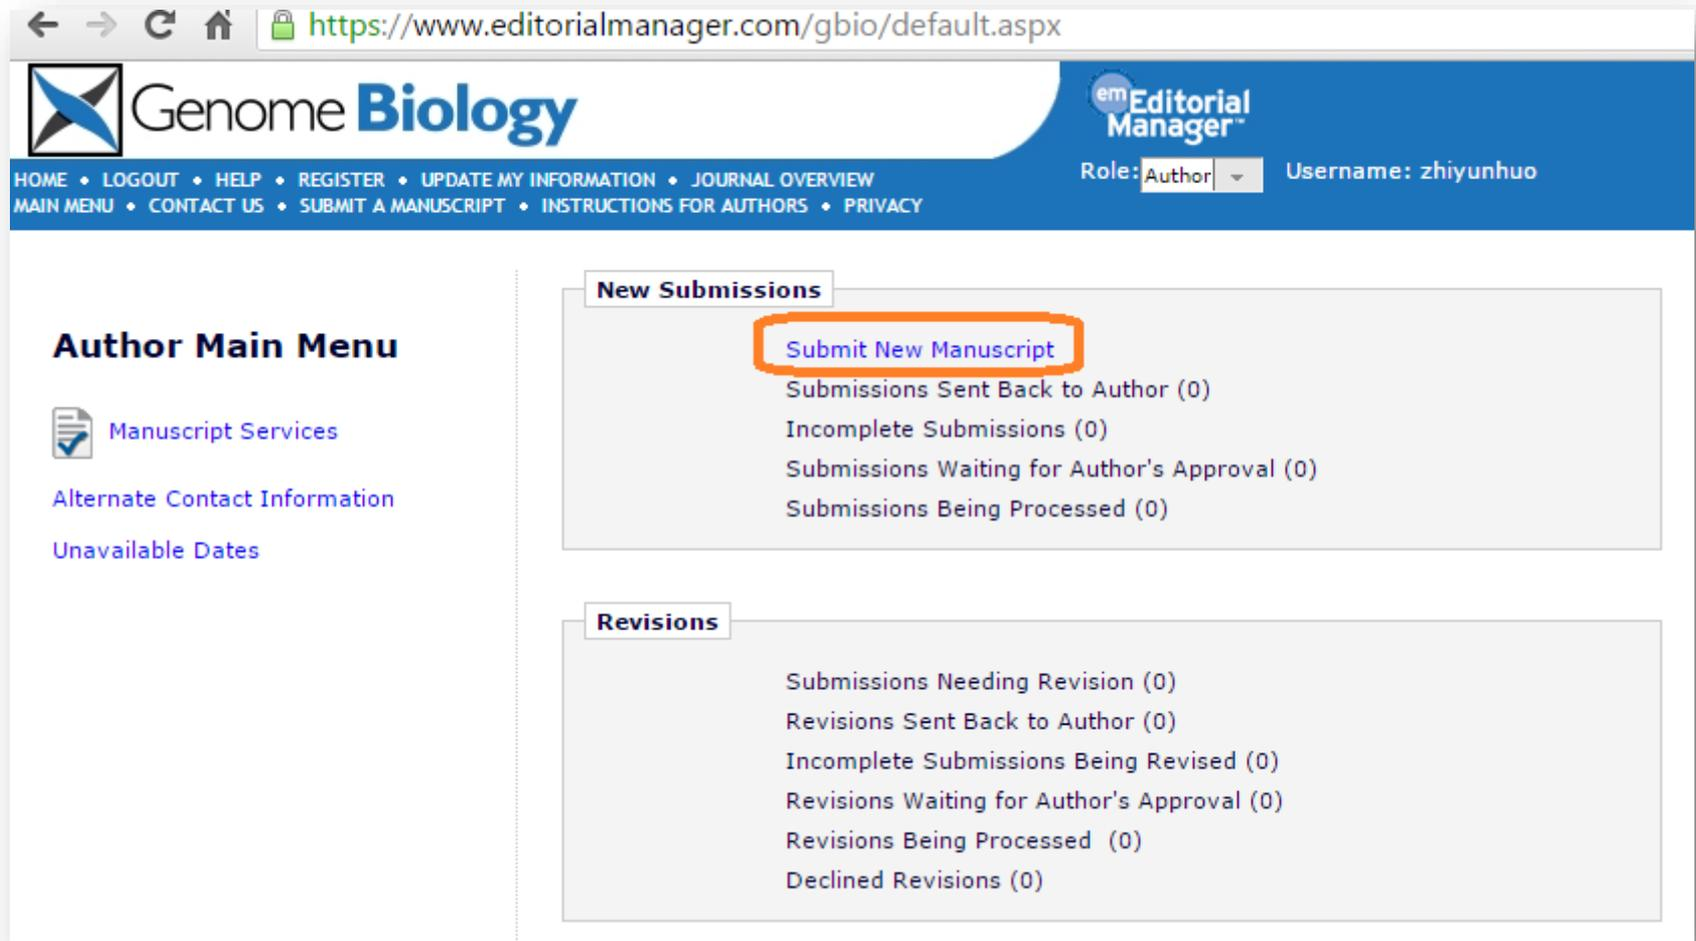 https://www.editorialmanager.com/gbio/default.aspx
Genome Biology
em Editorial
Manager™
HOME • LOGOUT • HELP • REGISTER • UPDATE MY INFORMATION • JOURNAL OVERVIEW
MAIN MENU • CONTACT US • SUBMIT A MANUSCRIPT • INSTRUCTIONS FOR AUTHORS • PRIVACY
Role: Author Username: zhiyunhuo
Author Main Menu
Manuscript Services
Alternate Contact Information
Unavailable Dates
New Submissions
Submit New Manuscript
Submissions Sent Back to Author (0)
Incomplete Submissions (0)
Submissions Waiting for Author's Approval (0)
Submissions Being Processed (0)
Revisions
Submissions Needing Revision (0)
Revisions Sent Back to Author (0)
Incomplete Submissions Being Revised (0)
Revisions Waiting for Author's Approval (0)
Revisions Being Processed (0)
Declined Revisions (0)